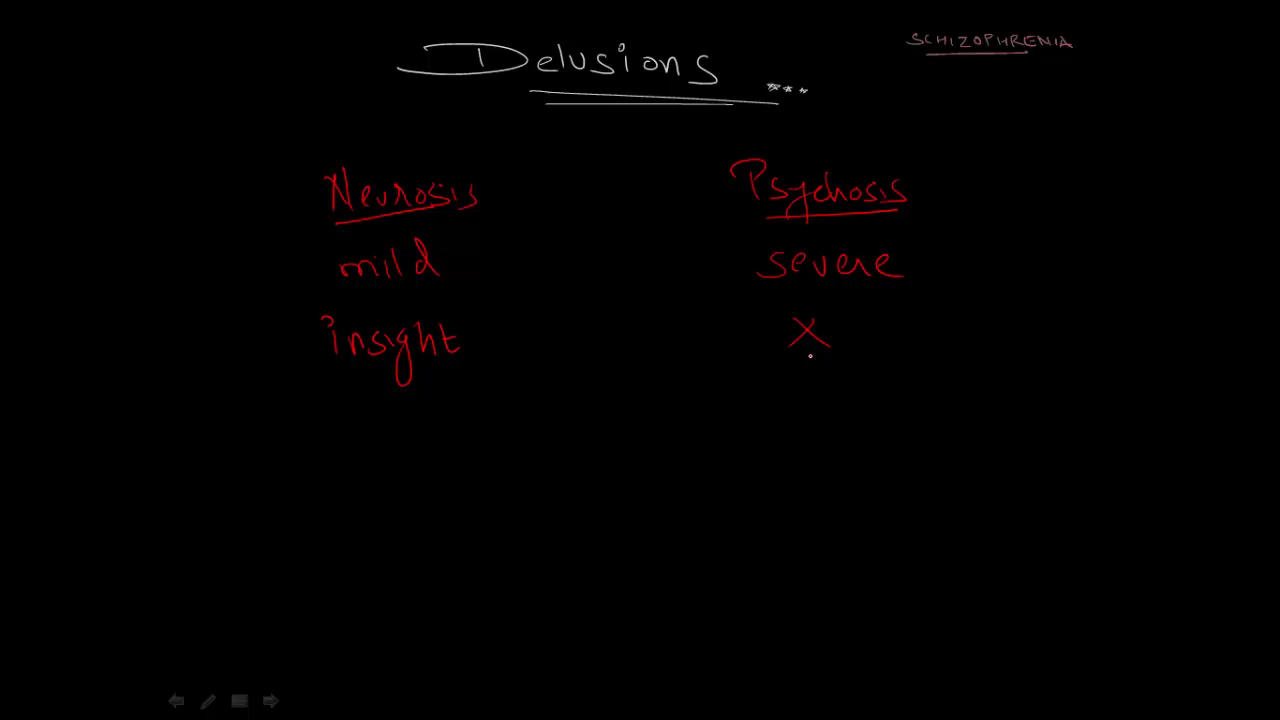 SCHIZOPHRENIA
Delusions ***
Neurosis Psychosis
mild severe
insight X